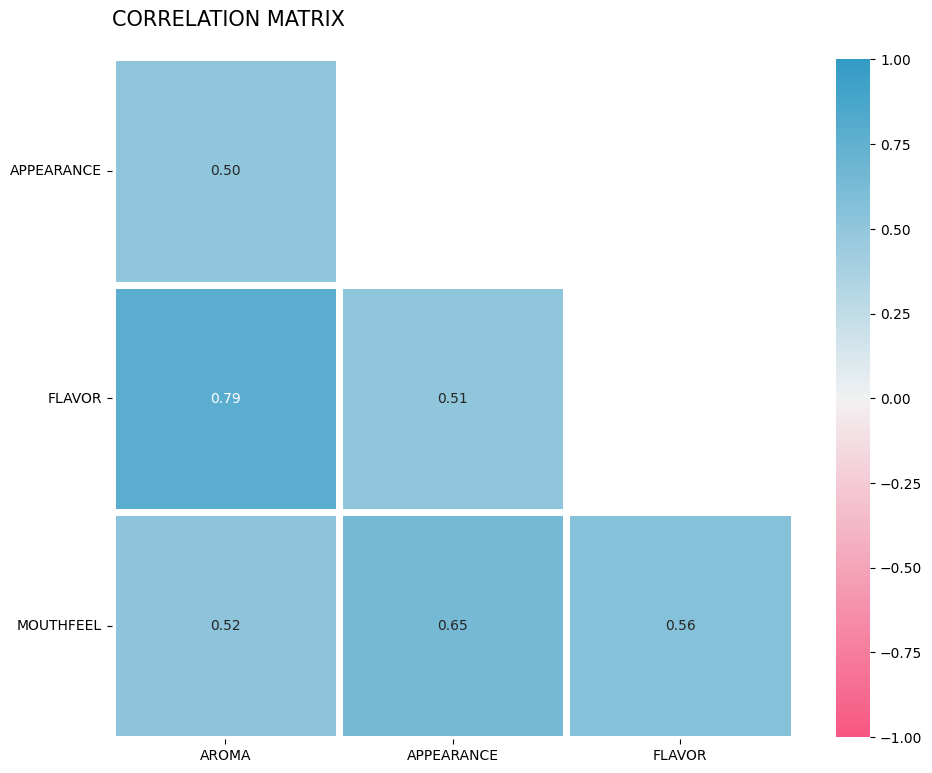 CORRELATION MATRIX
APPEARANCE
0.50
FLAVOR
0.79
0.51
MOUTHFEEL
0.52
0.65
0.56
AROMA
APPEARANCE
FLAVOR
1.00
0.75
0.50
0.25
0.00
−0.25
−0.50
−0.75
−1.00